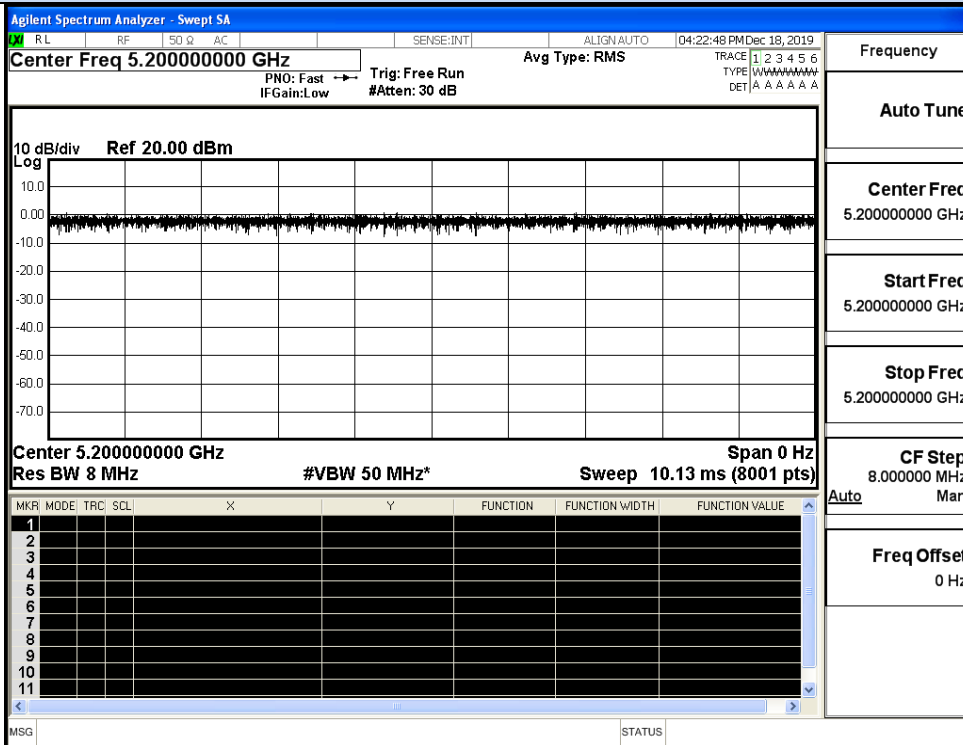 Agilent Spectrum Analyzer - Swept SA
LXI RL RF 50 Ω AC SENSE:INT ALIGN AUTO 04:22:48 PM Dec 18, 2019
Center Freq 5.200000000 GHz
PNO: Fast
IFGain:Low
Trig: Free Run
#Atten: 30 dB
Avg Type: RMS
TRACE 1 2 3 4 5 6
TYPE WWWWWW
DET A A A A A A
10 dB/div Ref 20.00 dBm
Log
10.0
0.00
-10.0
-20.0
-30.0
-40.0
-50.0
-60.0
-70.0
Center 5.200000000 GHz Span 0 Hz
Res BW 8 MHz #VBW 50 MHz* Sweep 10.13 ms (8001 pts)
MKR MODE TRC SCL X Y FUNCTION FUNCTION WIDTH FUNCTION VALUE
1
2
3
4
5
6
7
8
9
10
11
MSG STATUS
Frequency
Auto Tune
Center Freq
5.200000000 GHz
Start Freq
5.200000000 GHz
Stop Freq
5.200000000 GHz
CF Step
8.000000 MHz
Auto Man
Freq Offset
0 Hz